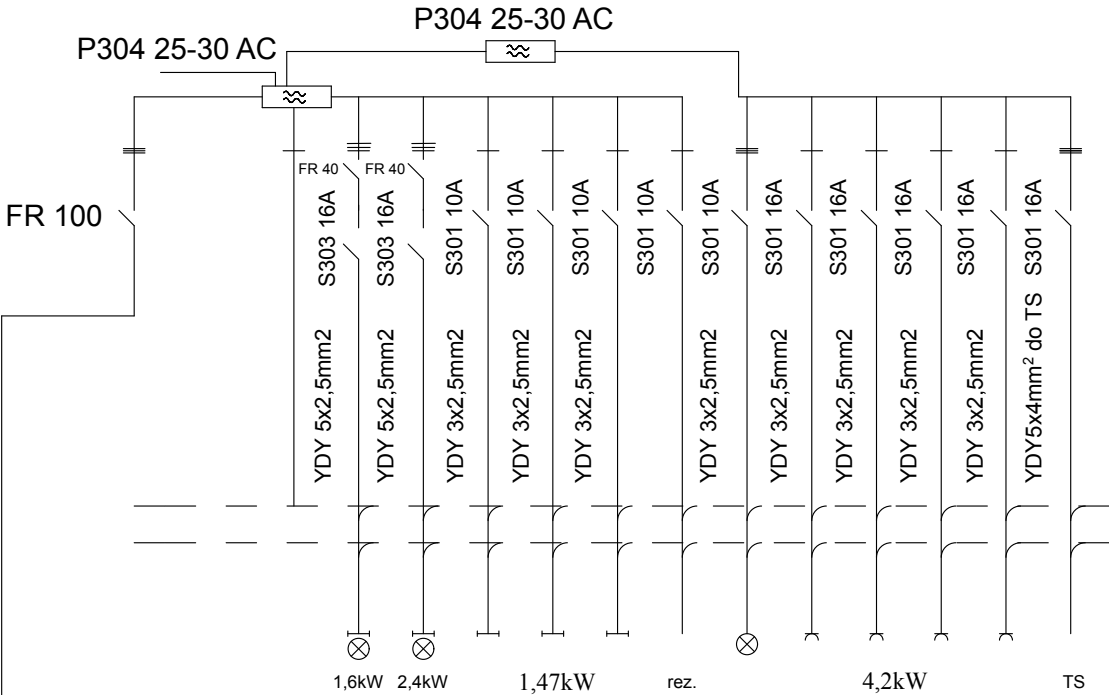 P304 25-30 AC
P304 25-30 AC
FR 100
FR 40
FR 40
S303 16A
S303 16A
S301 10A
S301 10A
S301 10A
S301 10A
S301 10A
S301 16A
S301 16A
S301 16A
S301 16A
S301 16A
YDY 5x2,5mm2
YDY 5x2,5mm2
YDY 3x2,5mm2
YDY 3x2,5mm2
YDY 3x2,5mm2
YDY 3x2,5mm2
YDY 3x2,5mm2
YDY 3x2,5mm2
YDY 3x2,5mm2
YDY 3x2,5mm2
YDY5x4mm² do TS
1,6kW
2,4kW
1,47kW
rez.
4,2kW
TS